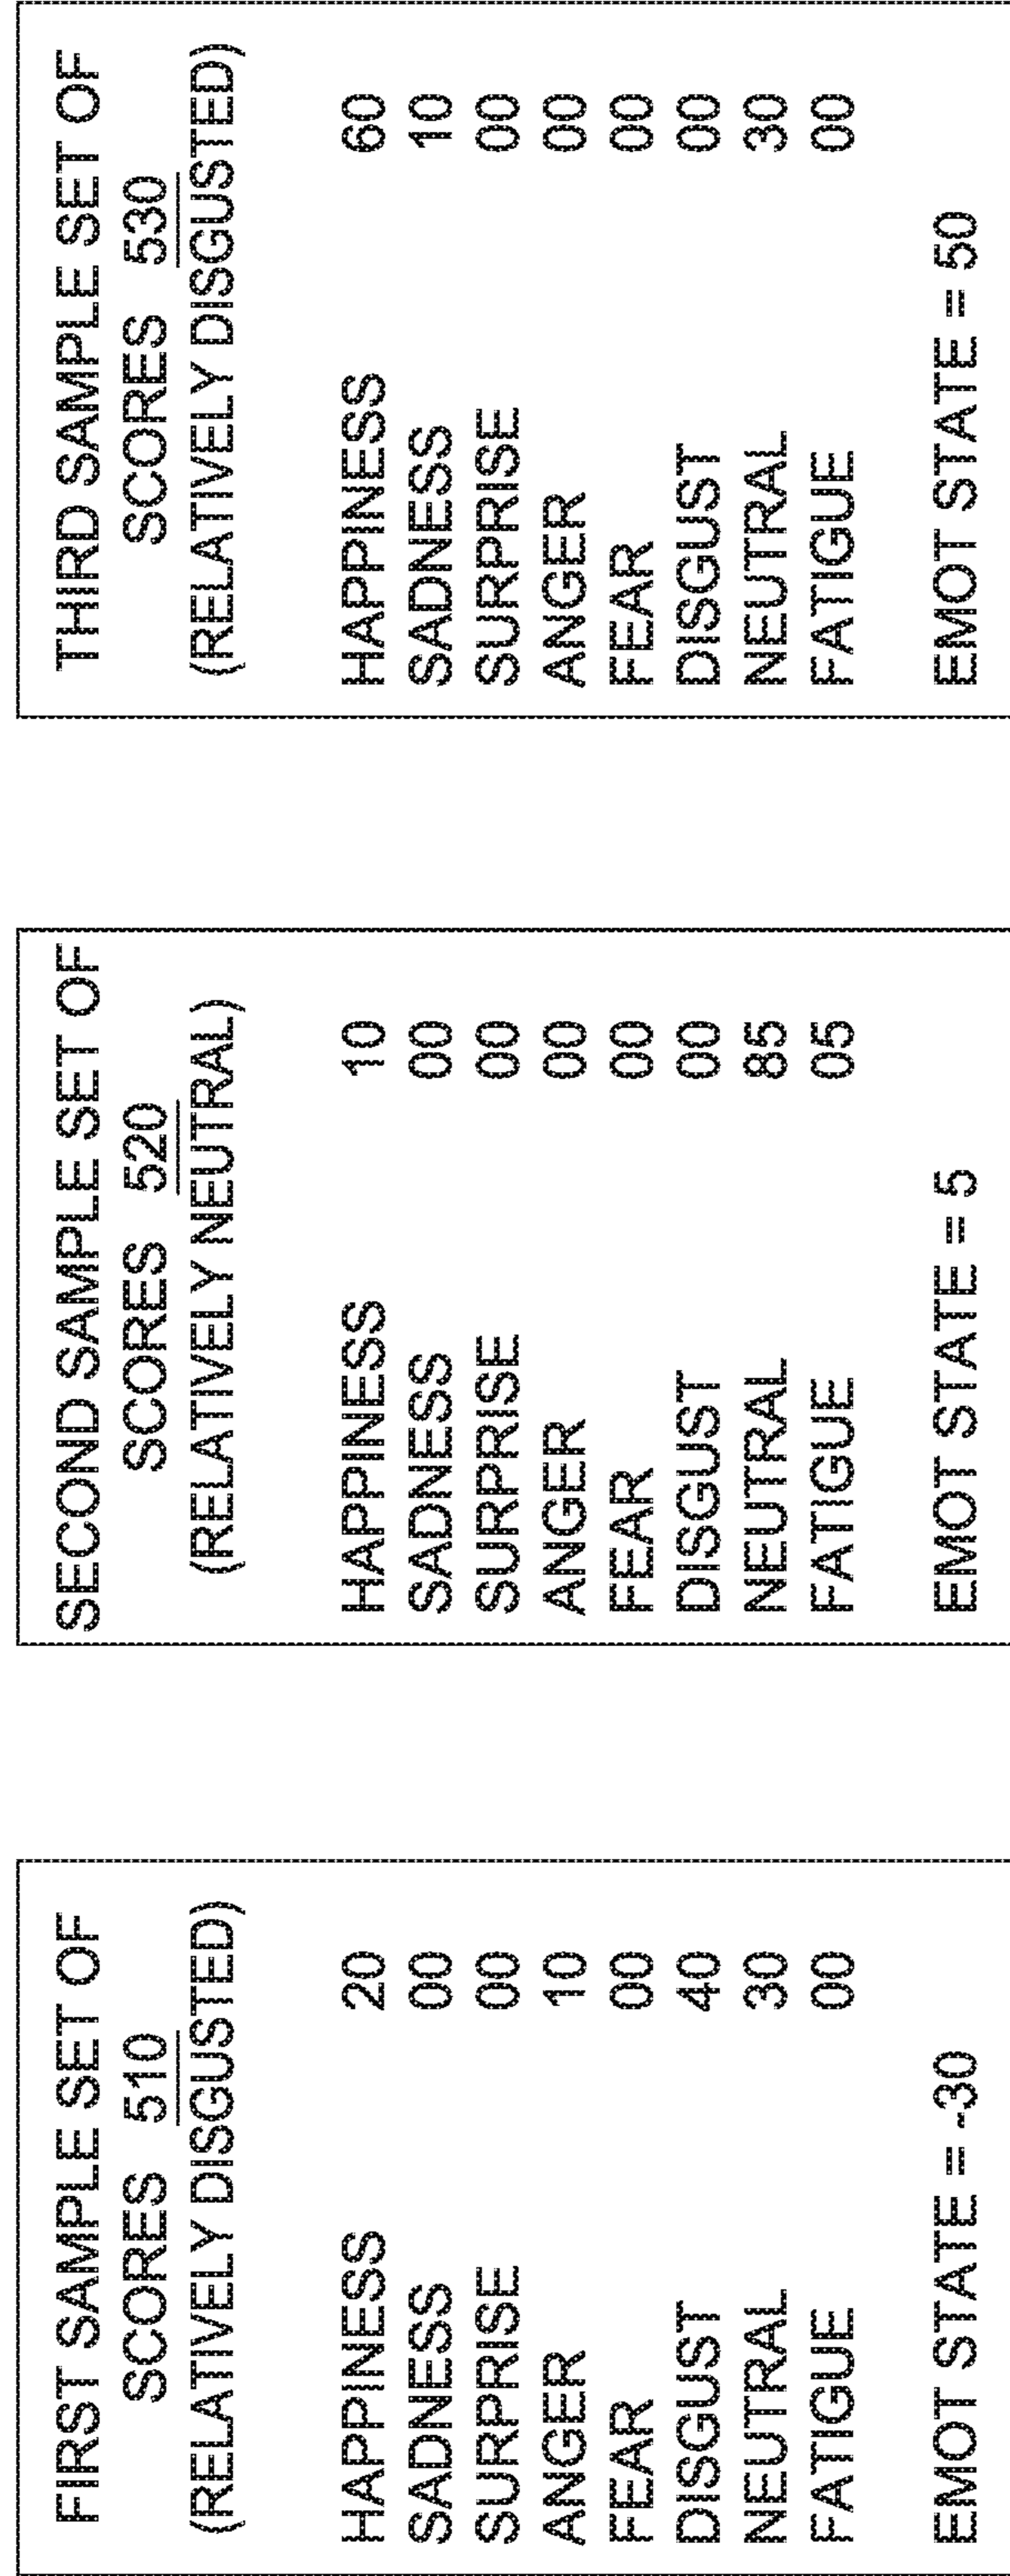 FIRST SAMPLE SET OF
SCORES 510
(RELATIVELY DISGUSTED)
HAPPINESS 20
SADNESS 00
SURPRISE 00
ANGER 10
FEAR 00
DISGUST 40
NEUTRAL 30
FATIGUE 00
EMOT STATE = -30
SECOND SAMPLE SET OF
SCORES 520
(RELATIVELY NEUTRAL)
HAPPINESS 10
SADNESS 00
SURPRISE 00
ANGER 00
FEAR 00
DISGUST 00
NEUTRAL 85
FATIGUE 05
EMOT STATE = 5
THIRD SAMPLE SET OF
SCORES 530
(RELATIVELY DISGUSTED)
HAPPINESS 60
SADNESS 10
SURPRISE 00
ANGER 00
FEAR 00
DISGUST 00
NEUTRAL 30
FATIGUE 00
EMOT STATE = 50